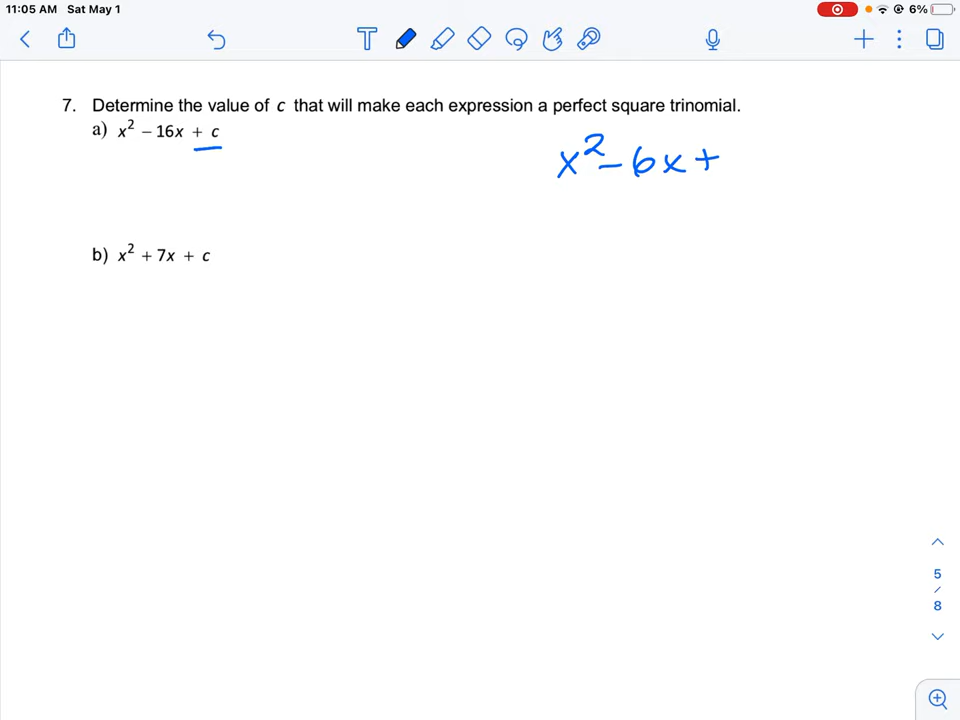 11:05 AM Sat May 1 6%
7. Determine the value of c that will make each expression a perfect square trinomial.
a) x² − 16x + c
x² − 6x +
b) x² + 7x + c
5
/
8